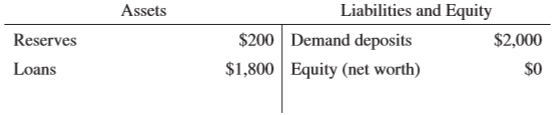 Assets Liabilities and Equity
Reserves $200 Demand deposits $2,000
Loans $1,800 Equity (net worth) $0